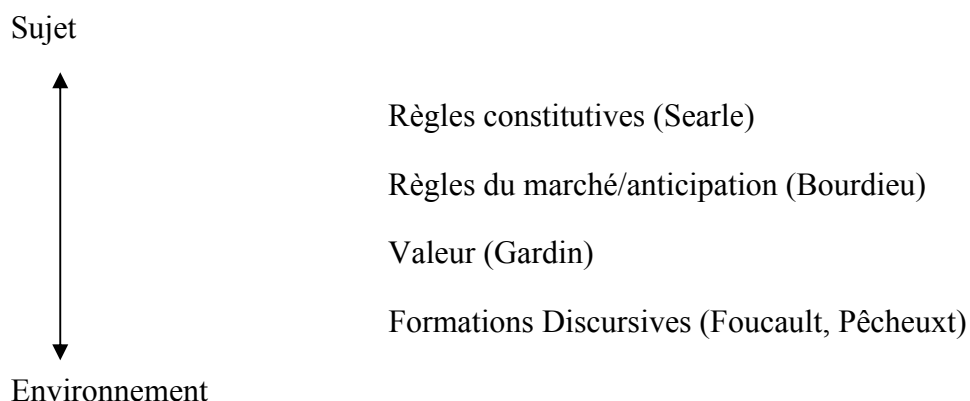 Sujet
Règles constitutives (Searle)
Règles du marché/anticipation (Bourdieu)
Valeur (Gardin)
Formations Discursives (Foucault, Pêcheuxt)
Environnement